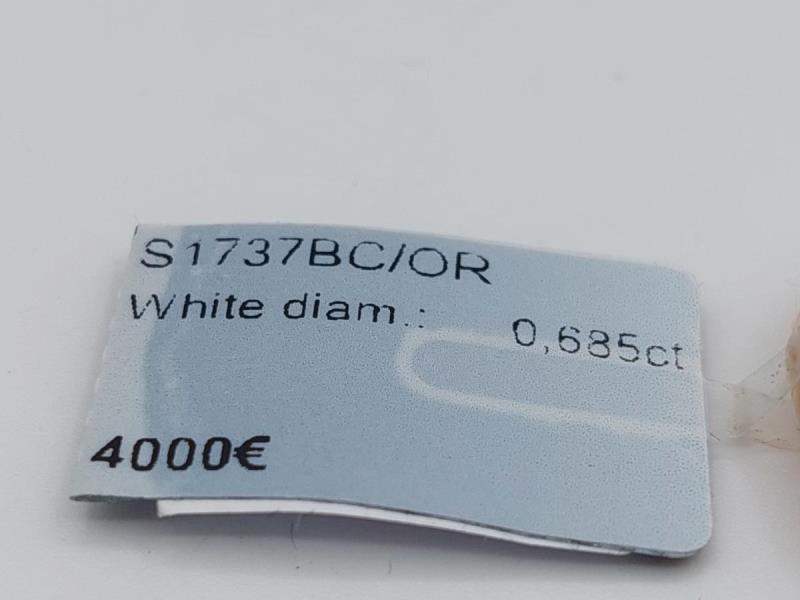 S1737BC/OR
White diam.: 0,685ct
4000€